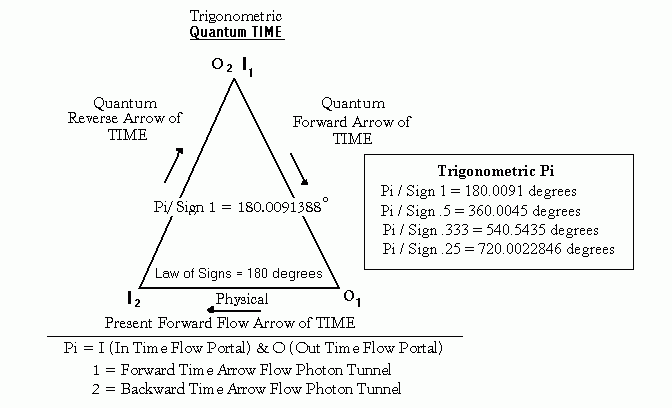 Trigonometric
Quantum TIME
O2 I1
Quantum
Reverse Arrow of
TIME
Quantum
Forward Arrow of
TIME
Pi/ Sign 1 = 180.0091388°
Trigonometric Pi
Pi / Sign 1 = 180.0091 degrees
Pi / Sign .5 = 360.0045 degrees
Pi / Sign .333 = 540.5435 degrees
Pi / Sign .25 = 720.0022846 degrees
Law of Signs = 180 degrees
I2
O1
Physical
Present Forward Flow Arrow of TIME
Pi = I (In Time Flow Portal) & O (Out Time Flow Portal)
1 = Forward Time Arrow Flow Photon Tunnel
2 = Backward Time Arrow Flow Photon Tunnel